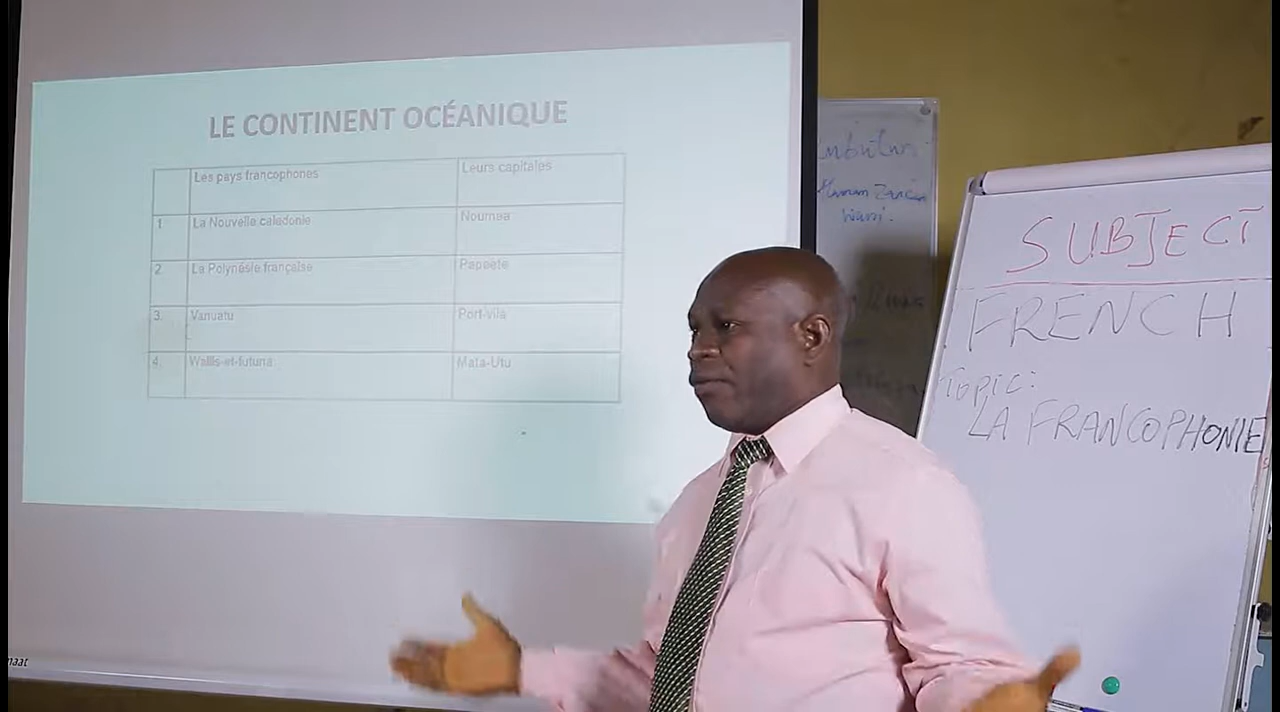 LE CONTINENT OCÉANIQUE
Les pays francophones Leurs capitales
1. La Nouvelle caledonie Noumea
2. La Polynésie française Papeete
3. Vanuatu Port-Vila
4. Wallis-et-futuna Mata-Utu
naat
SUBJECT
FRENCH
TOPIC:
LA FRANCOPHONIE